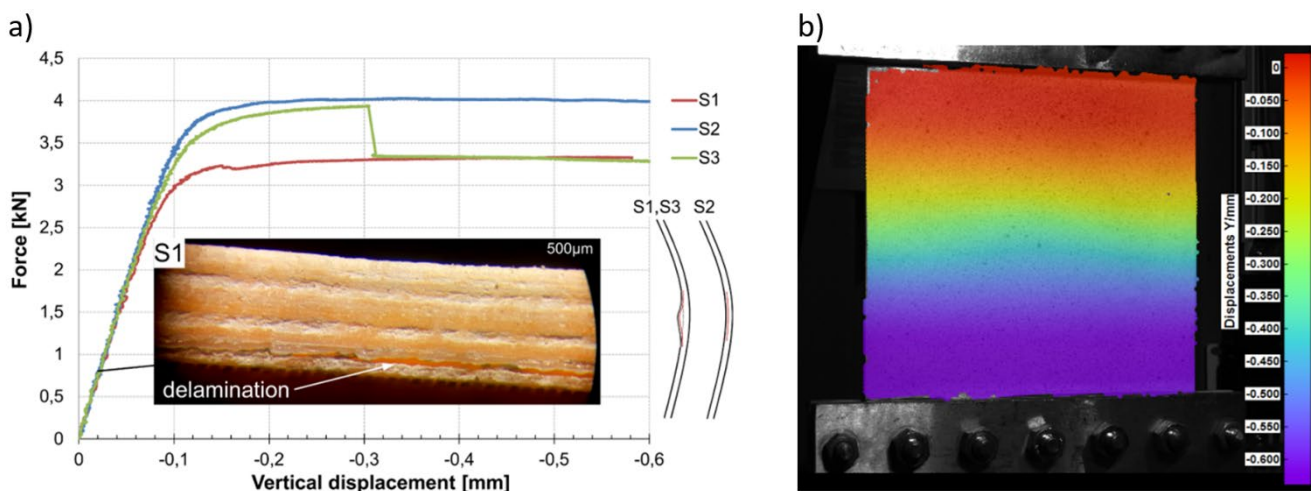 a)
4,5
4
3,5
3
2,5
2
1,5
1
0,5
0
Force [kN]
0
-0,1
-0,2
-0,3
-0,4
-0,5
-0,6
Vertical displacement [mm]
S1
S2
S3
S1
500µm
delamination
S1,S3
S2
b)
0
-0.050
-0.100
-0.150
-0.200
-0.250
-0.300
-0.350
-0.400
-0.450
-0.500
-0.550
-0.600
Displacements Y/mm